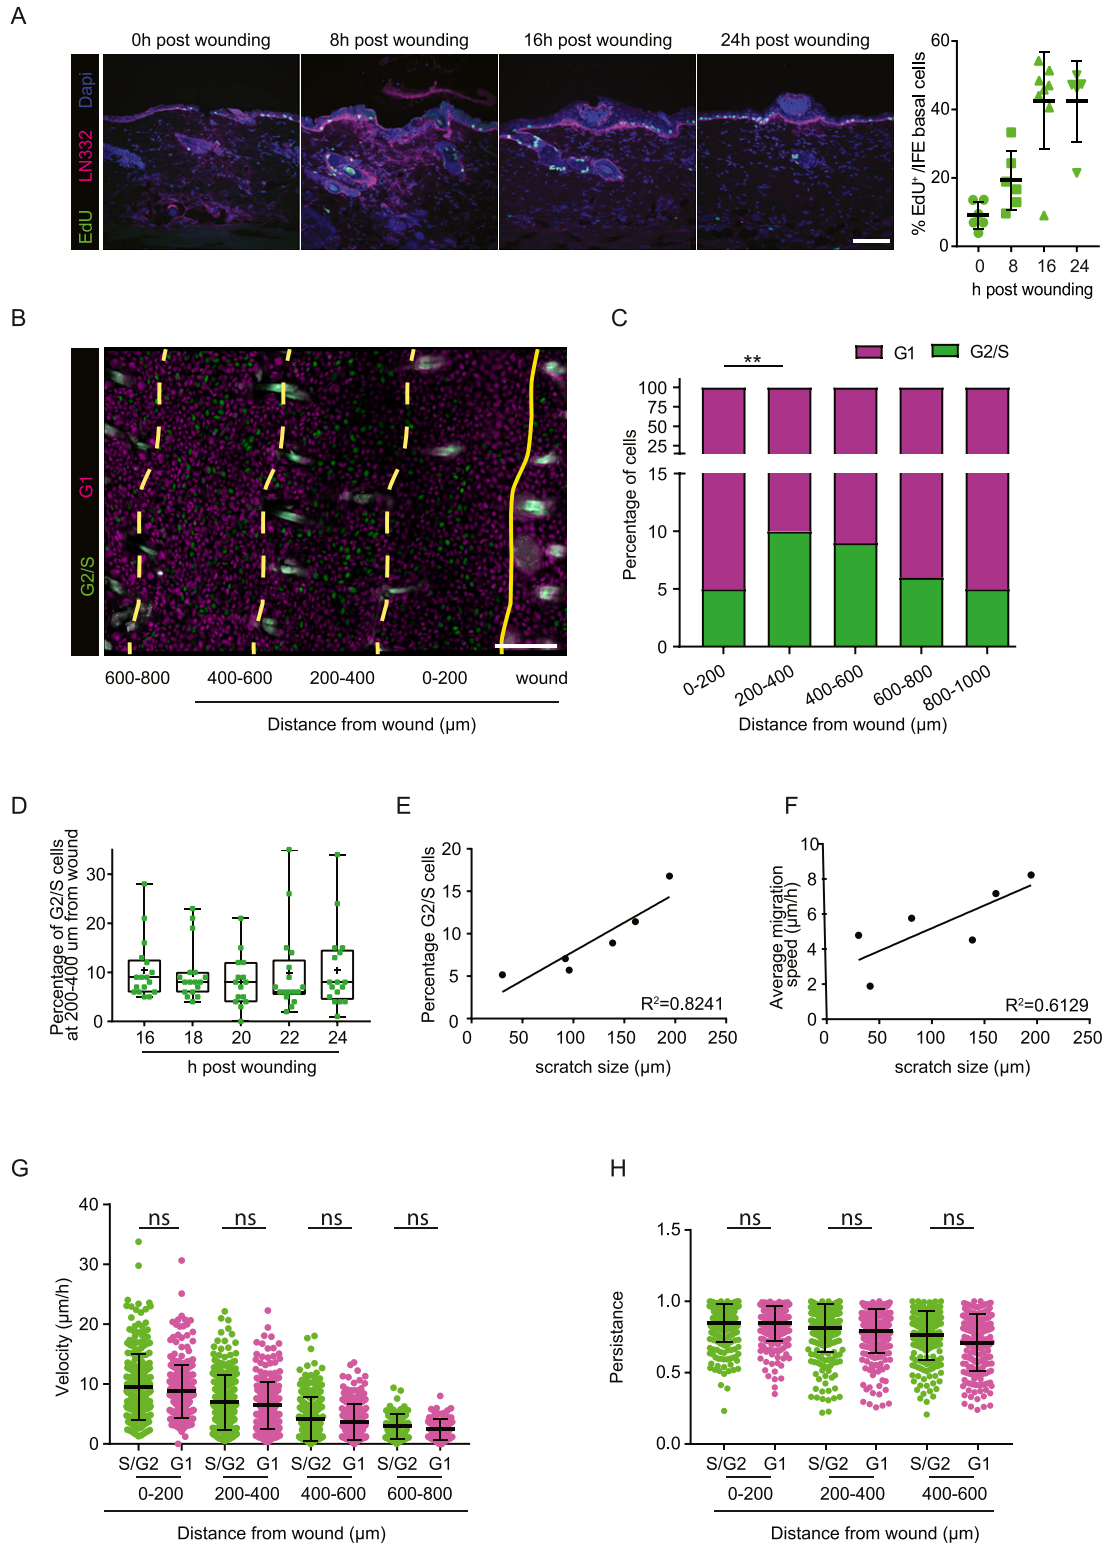 A
0h post wounding
8h post wounding
16h post wounding
24h post wounding
EdU LN332 Dapi
% EdU+ /IFE basal cells
60
40
20
0
0 8 16 24
h post wounding
B
G2/S G1
600-800 400-600 200-400 0-200 wound
Distance from wound (µm)
C
** G1 G2/S
Percentage of cells
100
75
50
25
15
10
5
0
0-200 200-400 400-600 600-800 800-1000
Distance from wound (µm)
D
Percentage of G2/S cells
at 200-400 um from wound
30
20
10
0
16 18 20 22 24
h post wounding
E
Percentage G2/S cells
20
15
10
5
0
R²=0.8241
0 50 100 150 200 250
scratch size (µm)
F
Average migration
speed (µm/h)
10
8
6
4
2
0
R²=0.6129
0 50 100 150 200 250
scratch size (µm)
G
Velocity (µm/h)
40
30
20
10
0
ns ns ns ns
S/G2 G1 S/G2 G1 S/G2 G1 S/G2 G1
0-200 200-400 400-600 600-800
Distance from wound (µm)
H
Persistance
1.5
1.0
0.5
0.0
ns ns ns
S/G2 G1 S/G2 G1 S/G2 G1
0-200 200-400 400-600
Distance from wound (µm)